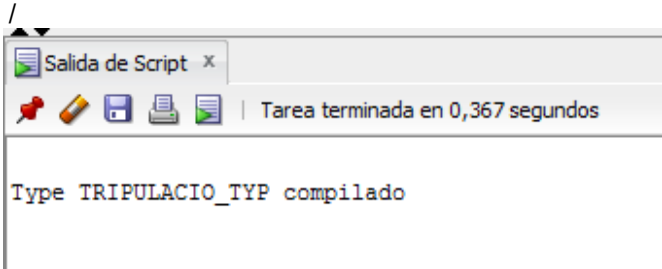 /
Salida de Script x
Tarea terminada en 0,367 segundos
Type TRIPULACIO_TYP compilado